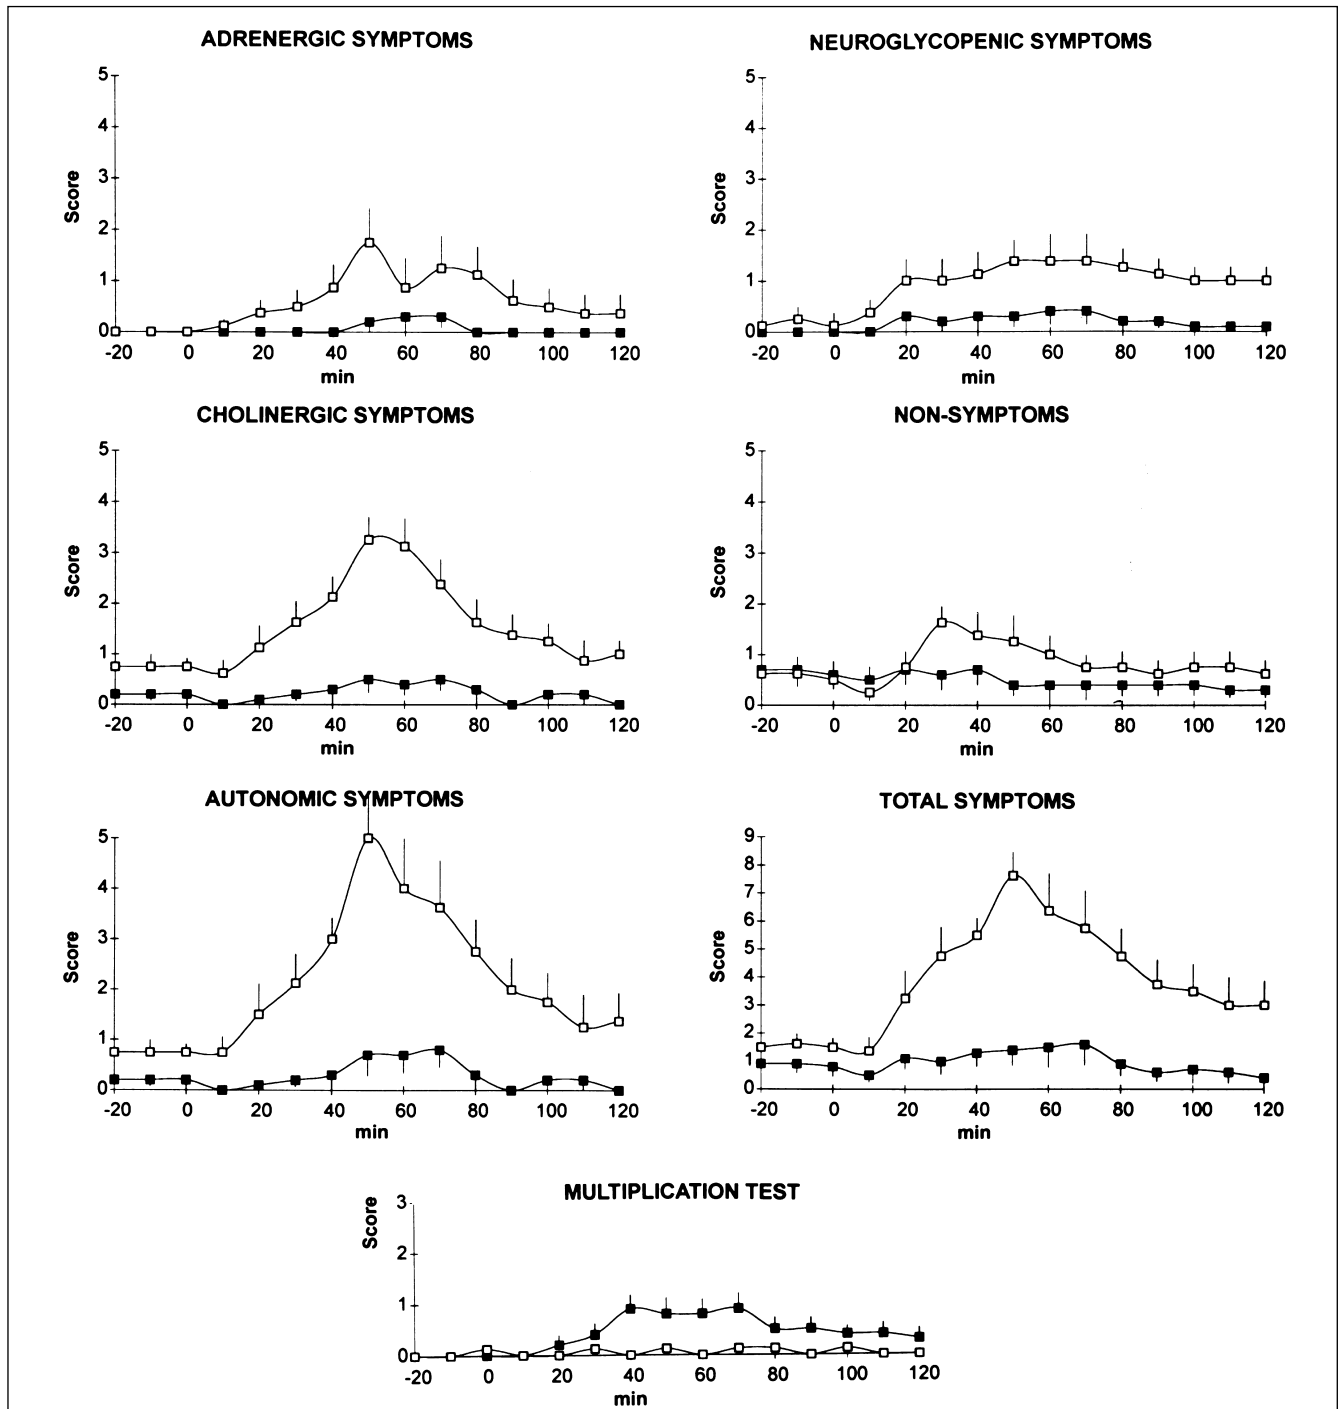 ADRENERGIC SYMPTOMS
5
4
3
2
1
0
Score
-20 0 20 40 60 80 100 120
min
NEUROGLYCOPENIC SYMPTOMS
5
4
3
2
1
0
Score
-20 0 20 40 60 80 100 120
min
CHOLINERGIC SYMPTOMS
5
4
3
2
1
0
Score
-20 0 20 40 60 80 100 120
min
NON-SYMPTOMS
5
4
3
2
1
0
Score
-20 0 20 40 60 80 100 120
min
AUTONOMIC SYMPTOMS
5
4
3
2
1
0
Score
-20 0 20 40 60 80 100 120
min
TOTAL SYMPTOMS
9
8
7
6
5
4
3
2
1
0
Score
-20 0 20 40 60 80 100 120
min
MULTIPLICATION TEST
3
2
1
0
Score
-20 0 20 40 60 80 100 120
min